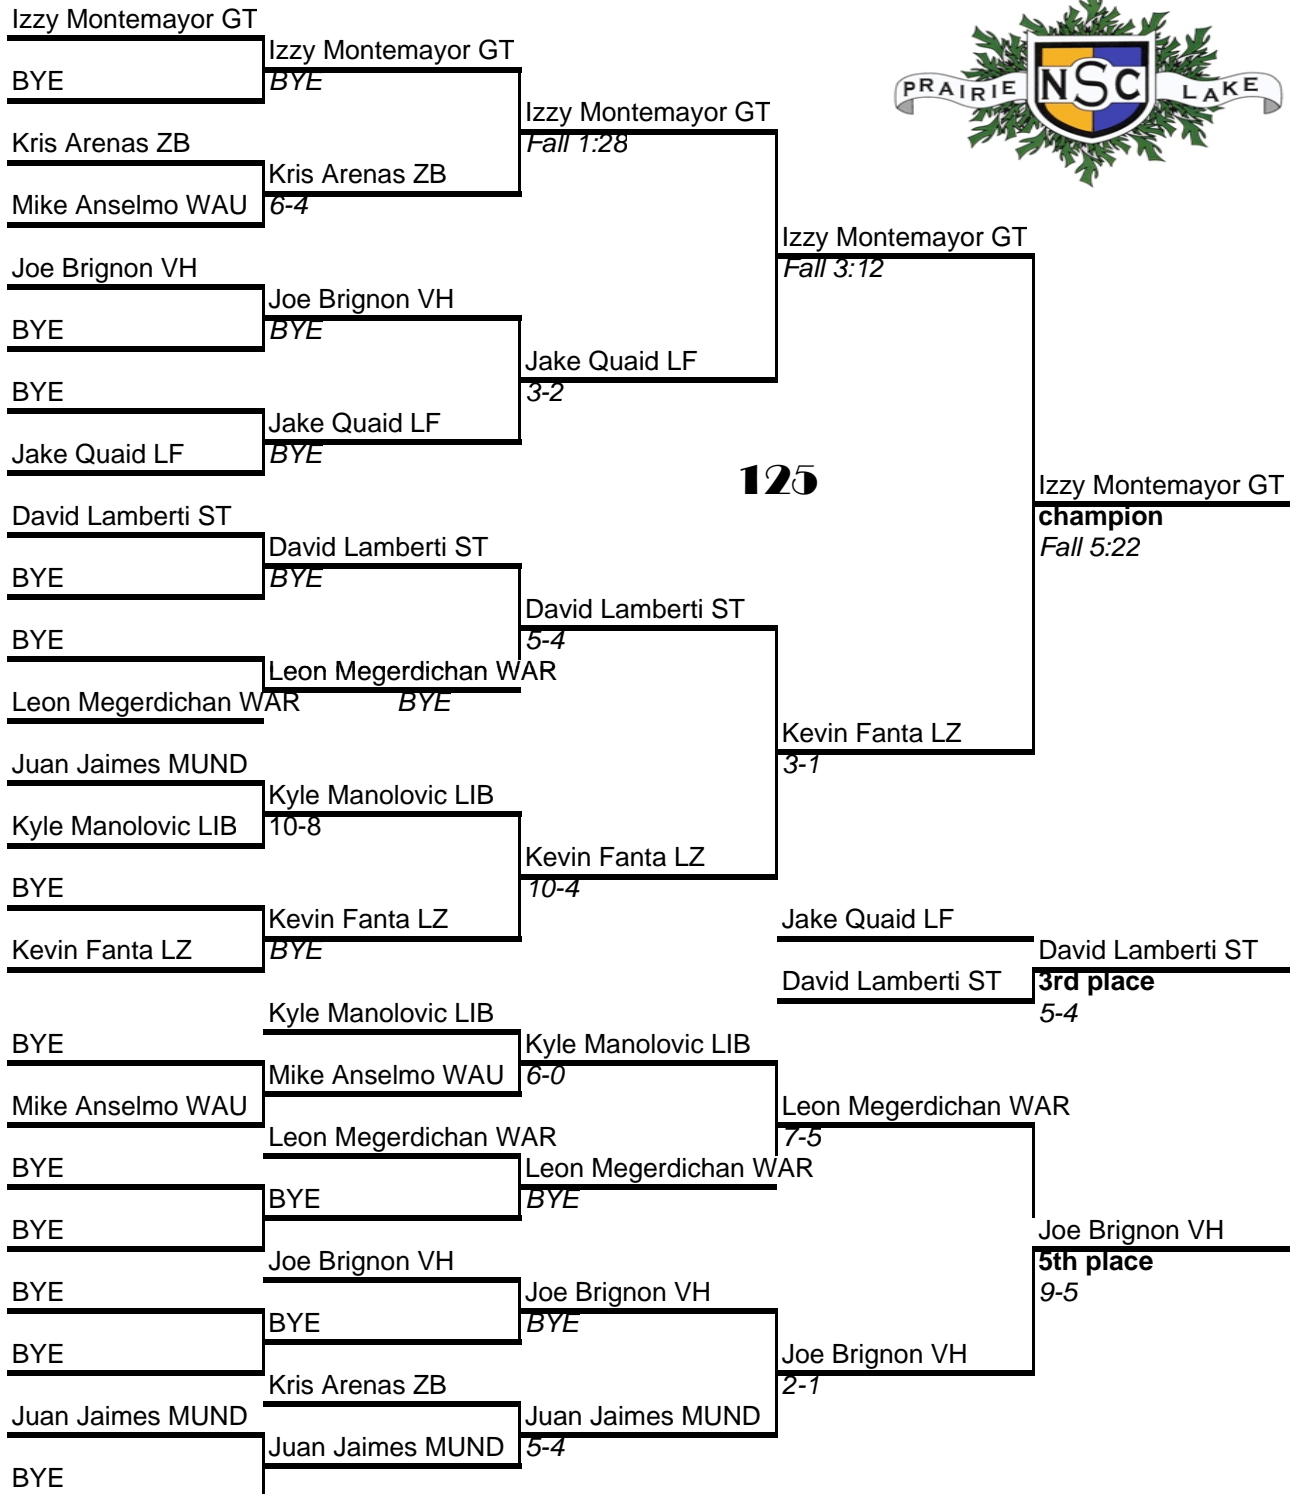 Izzy Montemayor GT
BYE
Kris Arenas ZB
Mike Anselmo WAU
Joe Brignon VH
BYE
BYE
Jake Quaid LF
David Lamberti ST
BYE
BYE
Leon Megerdichan WAR
Juan Jaimes MUND
Kyle Manolovic LIB
BYE
Kevin Fanta LZ
Izzy Montemayor GT
BYE
Kris Arenas ZB
6-4
Joe Brignon VH
BYE
Jake Quaid LF
BYE
David Lamberti ST
BYE
Leon Megerdichan WAR
BYE
Kyle Manolovic LIB
10-8
Kevin Fanta LZ
BYE
Izzy Montemayor GT
Fall 1:28
Jake Quaid LF
3-2
David Lamberti ST
5-4
Kevin Fanta LZ
10-4
PRAIRIE NSC LAKE
Izzy Montemayor GT
Fall 3:12
125
Kevin Fanta LZ
3-1
Izzy Montemayor GT
champion
Fall 5:22
Jake Quaid LF
David Lamberti ST
David Lamberti ST
3rd place
5-4
BYE
Mike Anselmo WAU
BYE
BYE
BYE
BYE
Juan Jaimes MUND
BYE
Kyle Manolovic LIB
Mike Anselmo WAU
Leon Megerdichan WAR
BYE
Joe Brignon VH
BYE
Kris Arenas ZB
Juan Jaimes MUND
Kyle Manolovic LIB
6-0
Leon Megerdichan WAR
BYE
Joe Brignon VH
BYE
Juan Jaimes MUND
5-4
Leon Megerdichan WAR
7-5
Joe Brignon VH
2-1
Joe Brignon VH
5th place
9-5